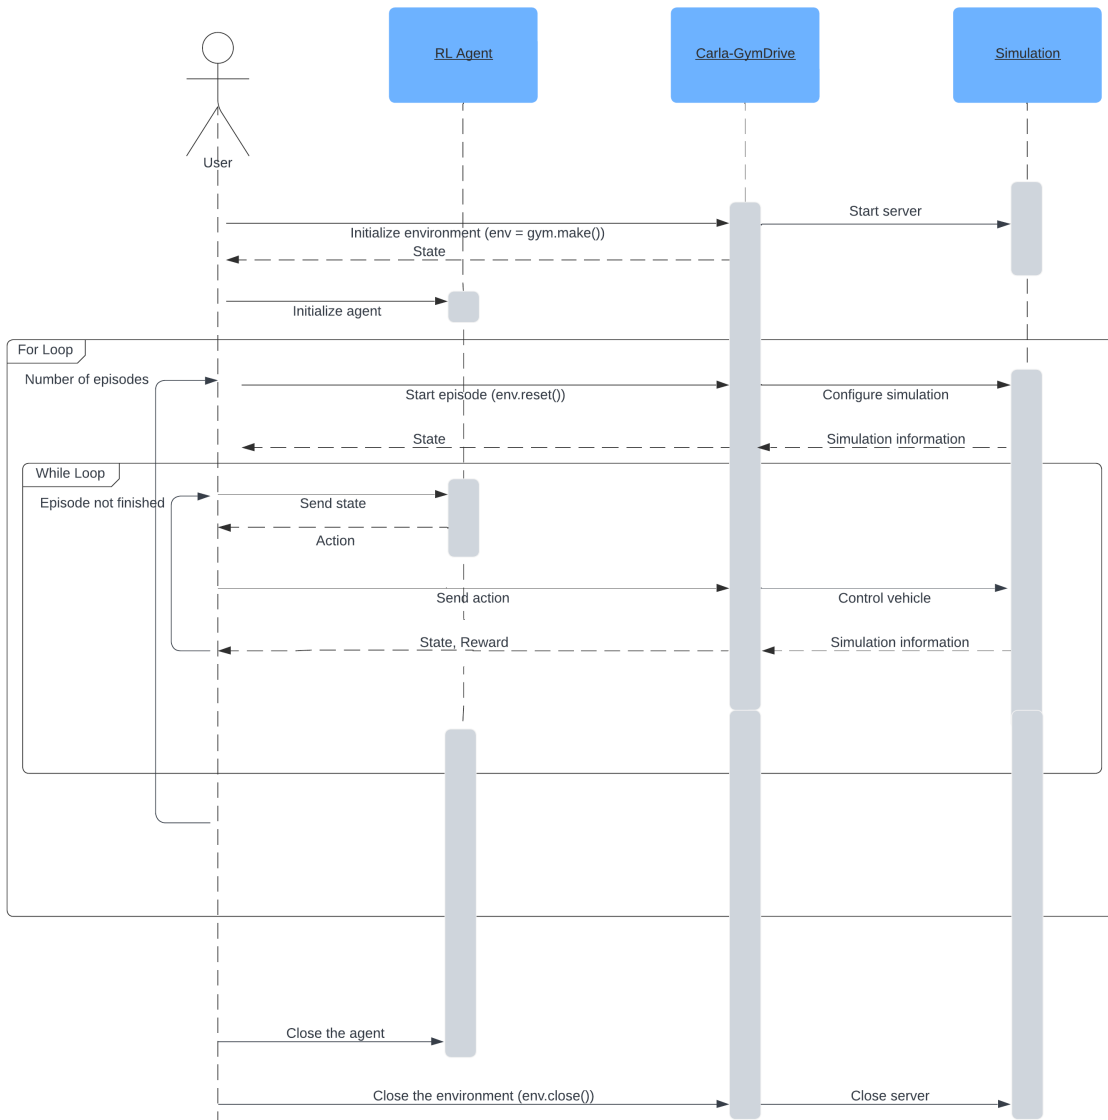 RL Agent
Carla-GymDrive
Simulation
User
Start server
Initialize environment (env = gym.make())
State
Initialize agent
For Loop
Number of episodes
Start episode (env.reset())
Configure simulation
State
Simulation information
While Loop
Episode not finished
Send state
Action
Send action
Control vehicle
State, Reward
Simulation information
Close the agent
Close the environment (env.close())
Close server